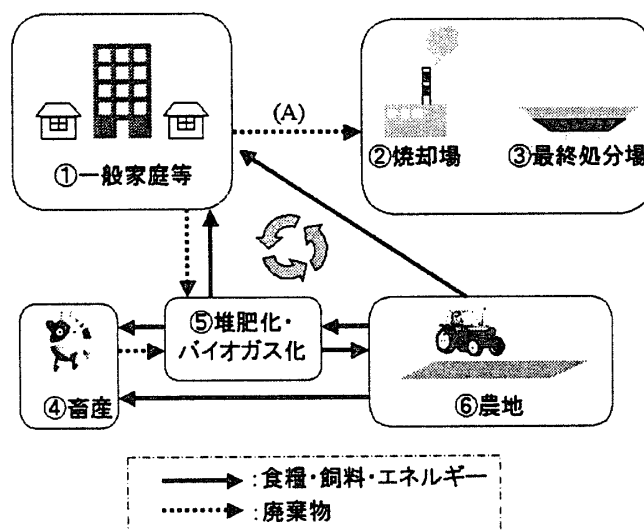 (A)
①一般家庭等
②焼却場
③最終処分場
⑤堆肥化・
バイオガス化
④畜産
⑥農地
:食糧・飼料・エネルギー
:廃棄物